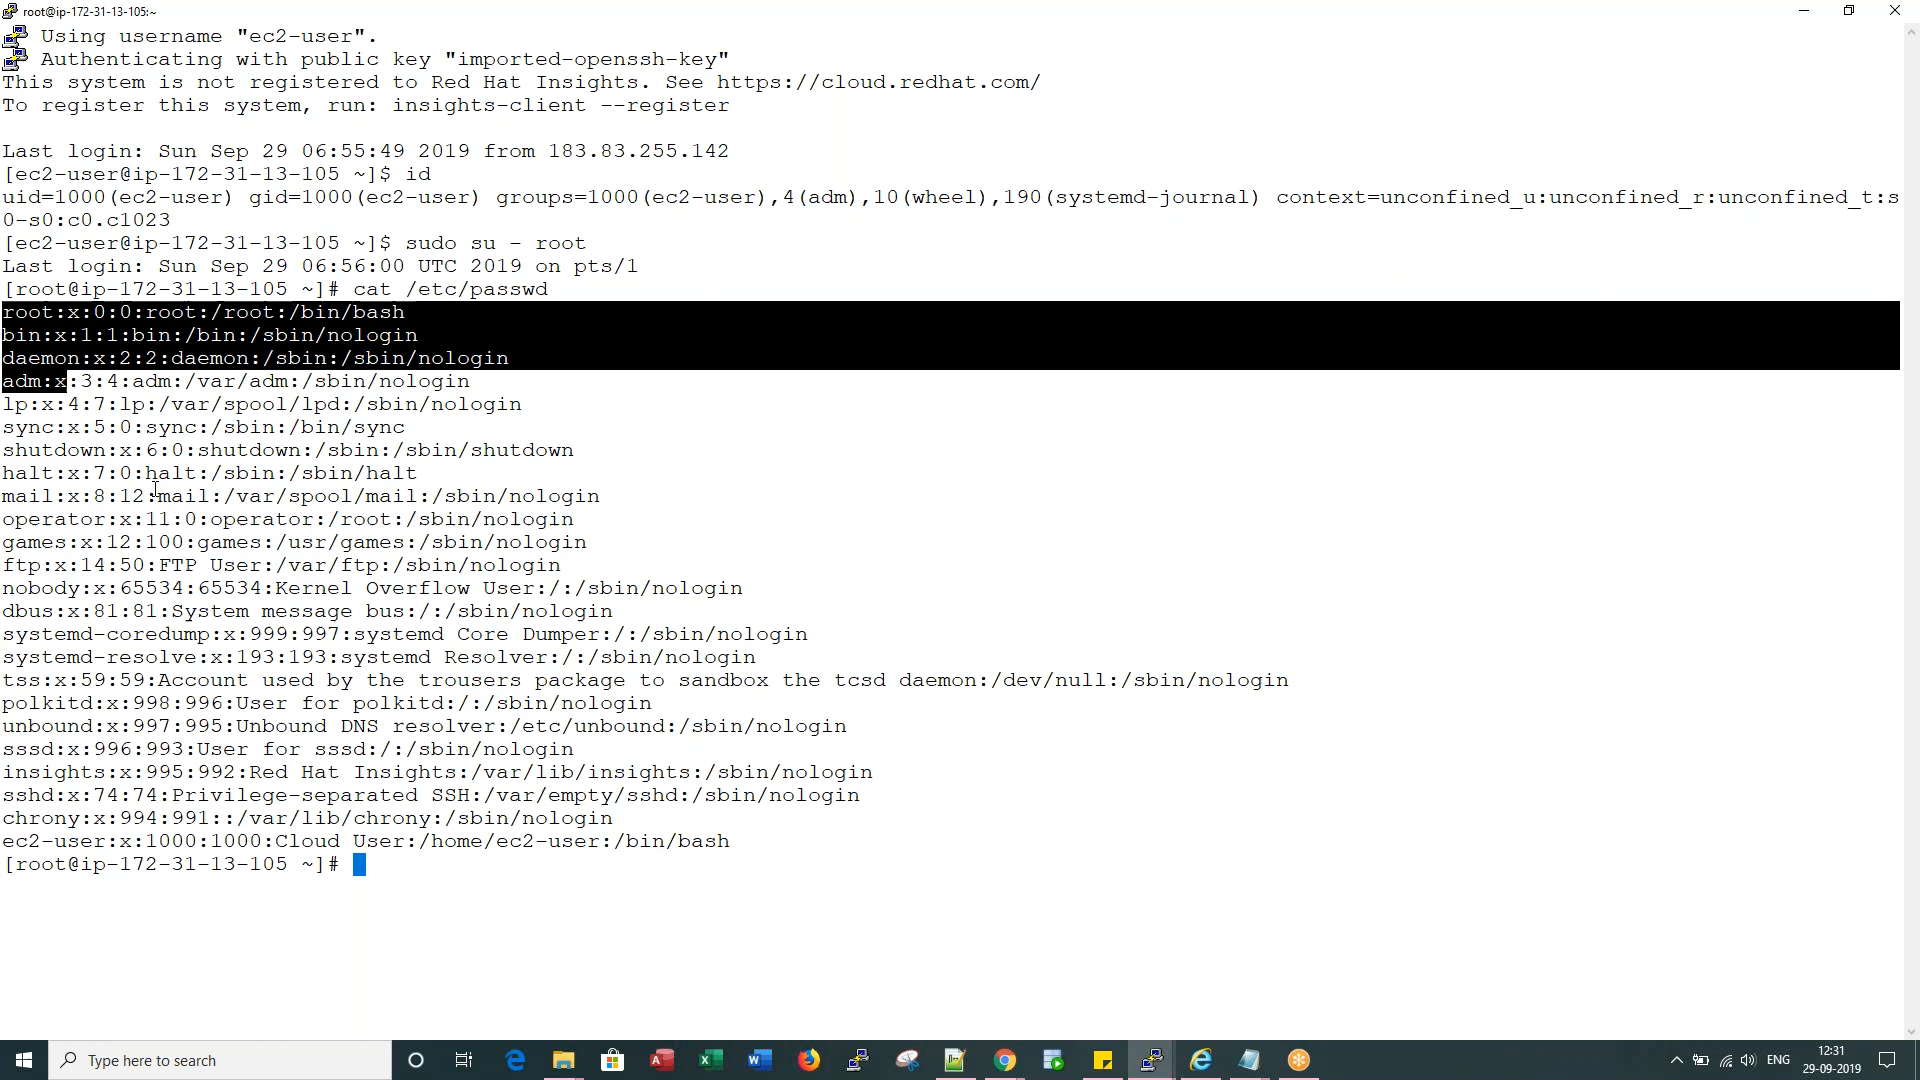 root@ip-172-31-13-105:~
Using username "ec2-user".
Authenticating with public key "imported-openssh-key"
This system is not registered to Red Hat Insights. See https://cloud.redhat.com/
To register this system, run: insights-client --register
Last login: Sun Sep 29 06:55:49 2019 from 183.83.255.142
[ec2-user@ip-172-31-13-105 ~]$ id
uid=1000(ec2-user) gid=1000(ec2-user) groups=1000(ec2-user),4(adm),10(wheel),190(systemd-journal) context=unconfined_u:unconfined_r:unconfined_t:s
0-s0:c0.c1023
[ec2-user@ip-172-31-13-105 ~]$ sudo su - root
Last login: Sun Sep 29 06:56:00 UTC 2019 on pts/1
[root@ip-172-31-13-105 ~]# cat /etc/passwd
root:x:0:0:root:/root:/bin/bash
bin:x:1:1:bin:/bin:/sbin/nologin
daemon:x:2:2:daemon:/sbin:/sbin/nologin
adm:x:3:4:adm:/var/adm:/sbin/nologin
lp:x:4:7:lp:/var/spool/lpd:/sbin/nologin
sync:x:5:0:sync:/sbin:/bin/sync
shutdown:x:6:0:shutdown:/sbin:/sbin/shutdown
halt:x:7:0:halt:/sbin:/sbin/halt
mail:x:8:12:mail:/var/spool/mail:/sbin/nologin
operator:x:11:0:operator:/root:/sbin/nologin
games:x:12:100:games:/usr/games:/sbin/nologin
ftp:x:14:50:FTP User:/var/ftp:/sbin/nologin
nobody:x:65534:65534:Kernel Overflow User:/:/sbin/nologin
dbus:x:81:81:System message bus:/:/sbin/nologin
systemd-coredump:x:999:997:systemd Core Dumper:/:/sbin/nologin
systemd-resolve:x:193:193:systemd Resolver:/:/sbin/nologin
tss:x:59:59:Account used by the trousers package to sandbox the tcsd daemon:/dev/null:/sbin/nologin
polkitd:x:998:996:User for polkitd:/:/sbin/nologin
unbound:x:997:995:Unbound DNS resolver:/etc/unbound:/sbin/nologin
sssd:x:996:993:User for sssd:/:/sbin/nologin
insights:x:995:992:Red Hat Insights:/var/lib/insights:/sbin/nologin
sshd:x:74:74:Privilege-separated SSH:/var/empty/sshd:/sbin/nologin
chrony:x:994:991::/var/lib/chrony:/sbin/nologin
ec2-user:x:1000:1000:Cloud User:/home/ec2-user:/bin/bash
[root@ip-172-31-13-105 ~]#
Type here to search
ENG
12:31
29-09-2019